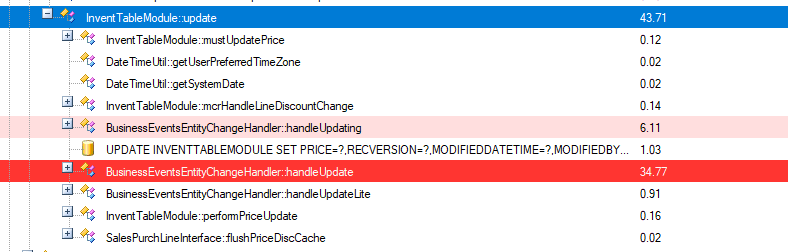 InventTableModule::update 43.71
InventTableModule::mustUpdatePrice 0.12
DateTimeUtil::getUserPreferredTimeZone 0.02
DateTimeUtil::getSystemDate 0.02
InventTableModule::mcrHandleLineDiscountChange 0.14
BusinessEventsEntityChangeHandler::handleUpdating 6.11
UPDATE INVENTTABLEMODULE SET PRICE=?,RECVERSION=?,MODIFIEDDATETIME=?,MODIFIEDBY... 1.03
BusinessEventsEntityChangeHandler::handleUpdate 34.77
BusinessEventsEntityChangeHandler::handleUpdateLite 0.91
InventTableModule::performPriceUpdate 0.16
SalesPurchLineInterface::flushPriceDiscCache 0.02